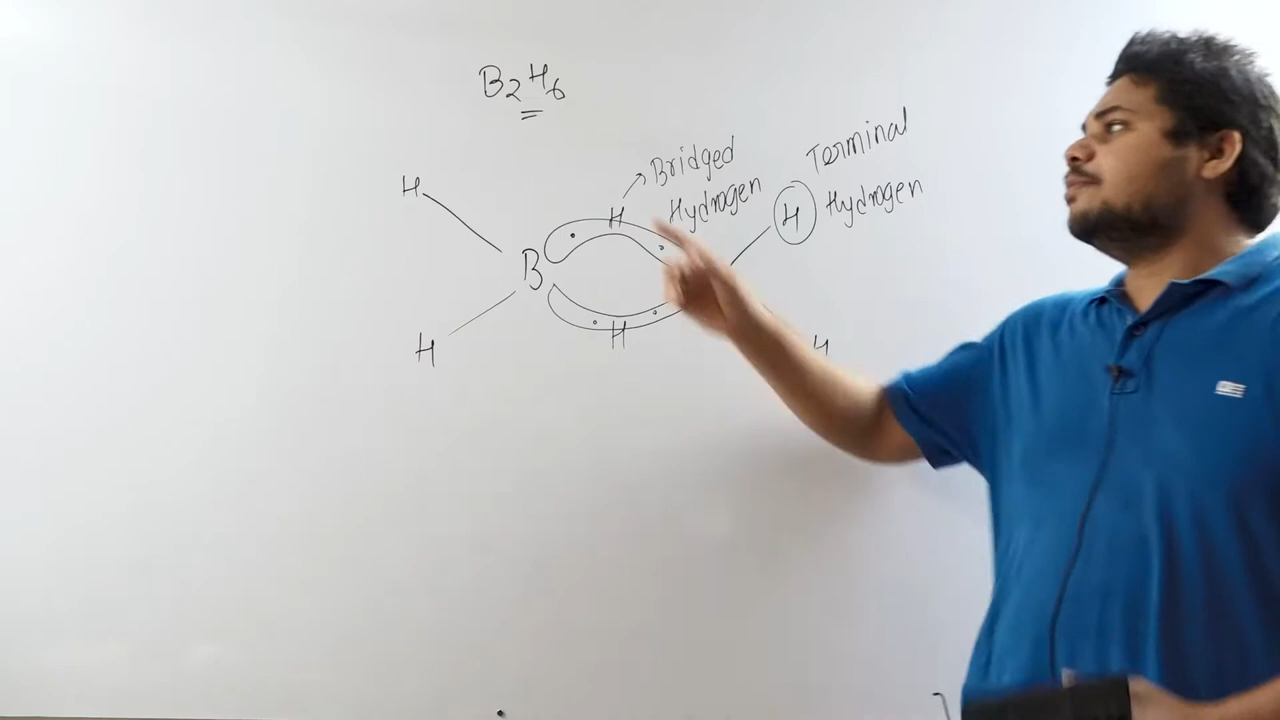 B₂H₆
Terminal
Bridged
H
H
Hydrogen
H
Hydrogen
B
H
H
H